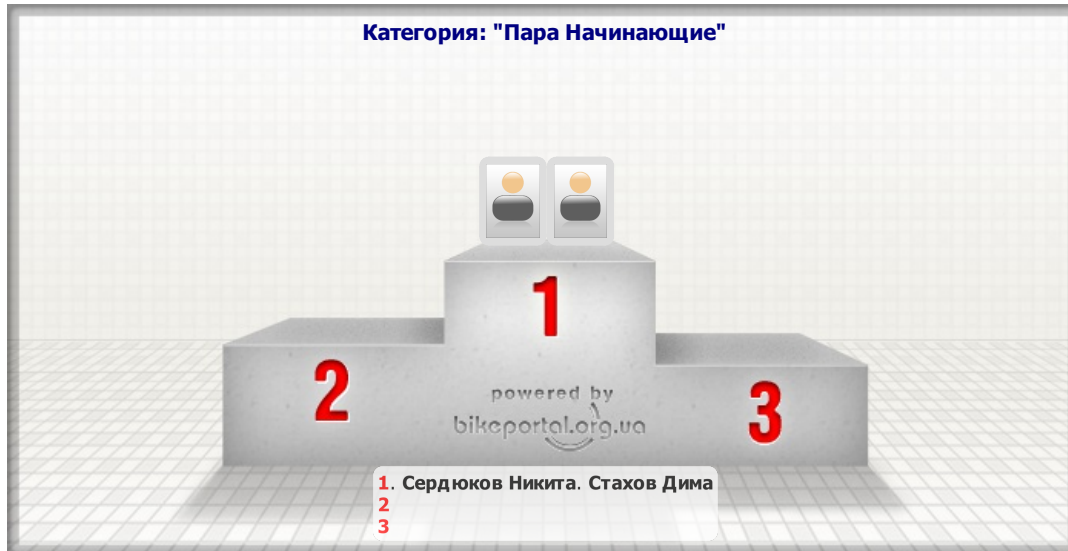 Категория: "Пара Начинающие"
1
2
3
powered by
bikeportal.org.ua
1. Сердюков Никита. Стахов Дима
2
3